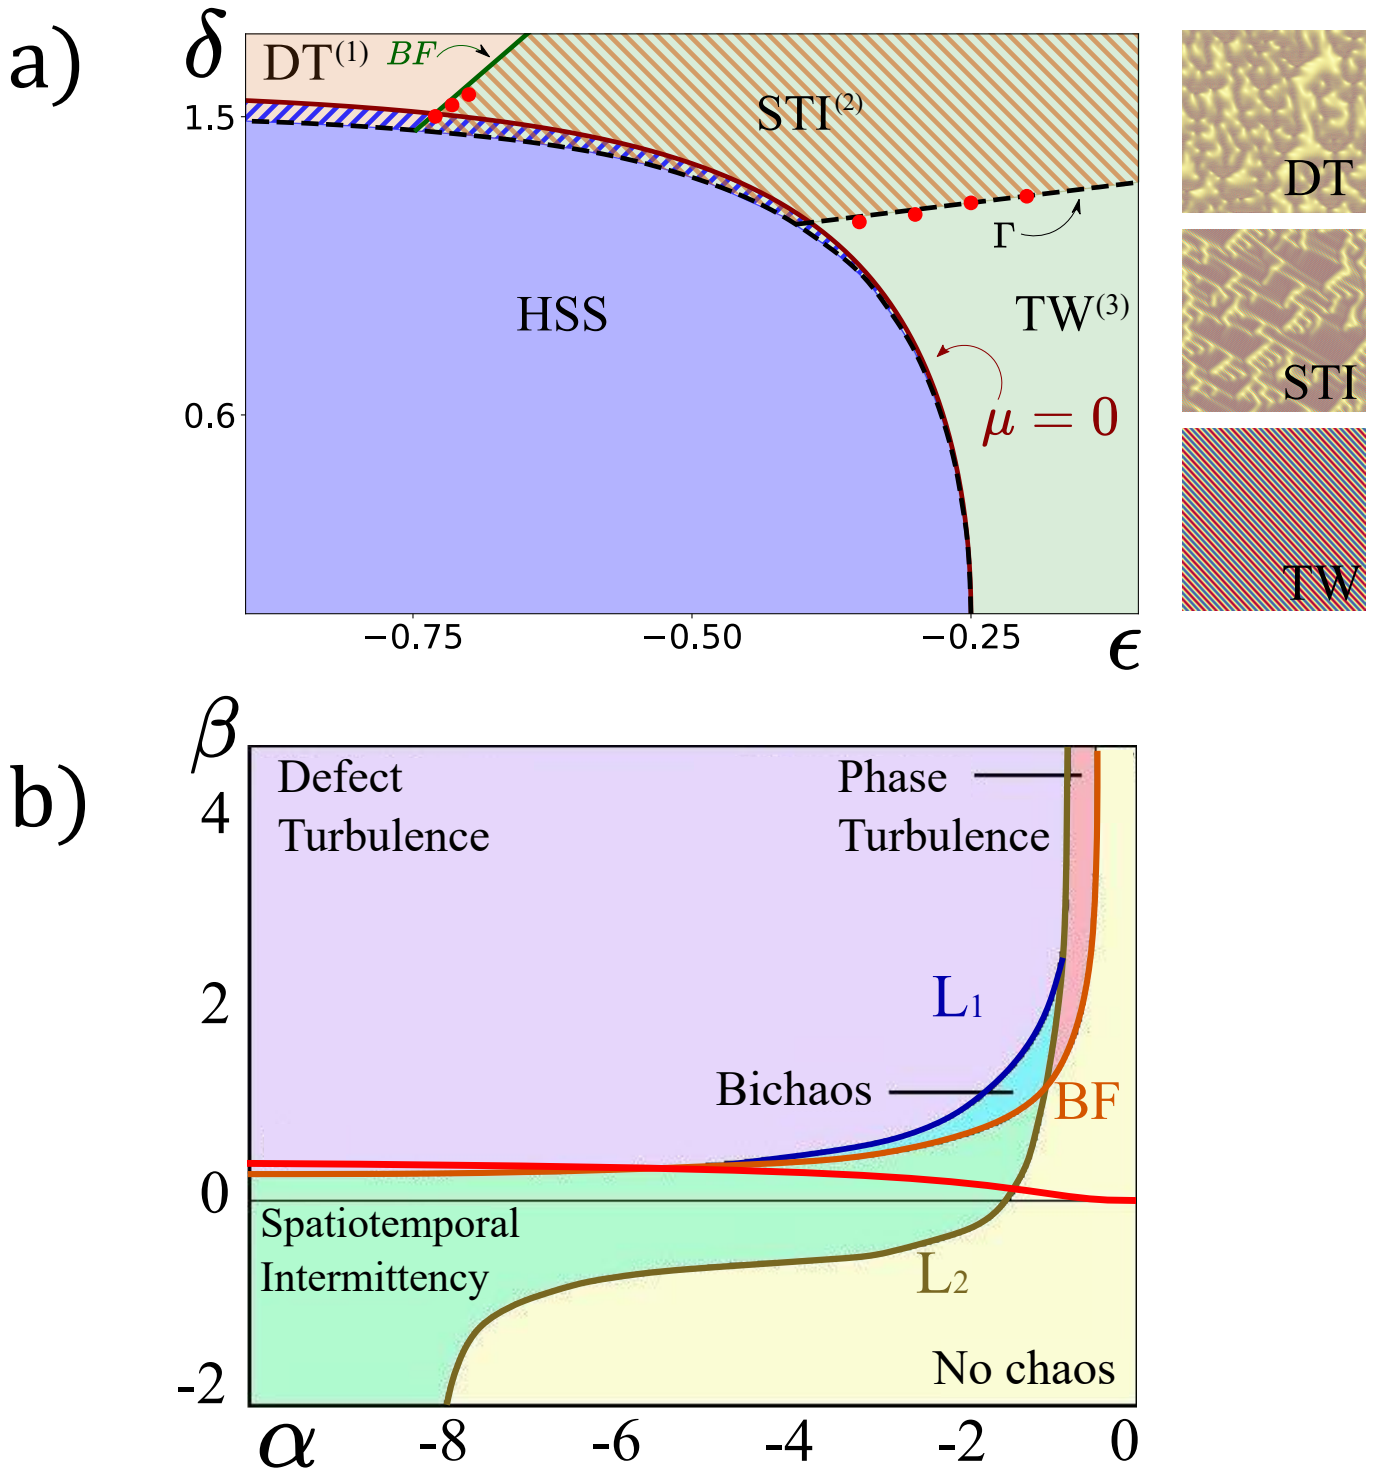 a)
δ
DT⁽¹⁾
BF
STI⁽²⁾
1.5
Γ
HSS
TW⁽³⁾
0.6
μ = 0
−0.75
−0.50
−0.25
ϵ
DT
STI
TW
b)
β
Defect
Turbulence
Phase
Turbulence
4
2
L₁
Bichaos
BF
0
Spatiotemporal
Intermittency
L₂
No chaos
-2
α
-8
-6
-4
-2
0